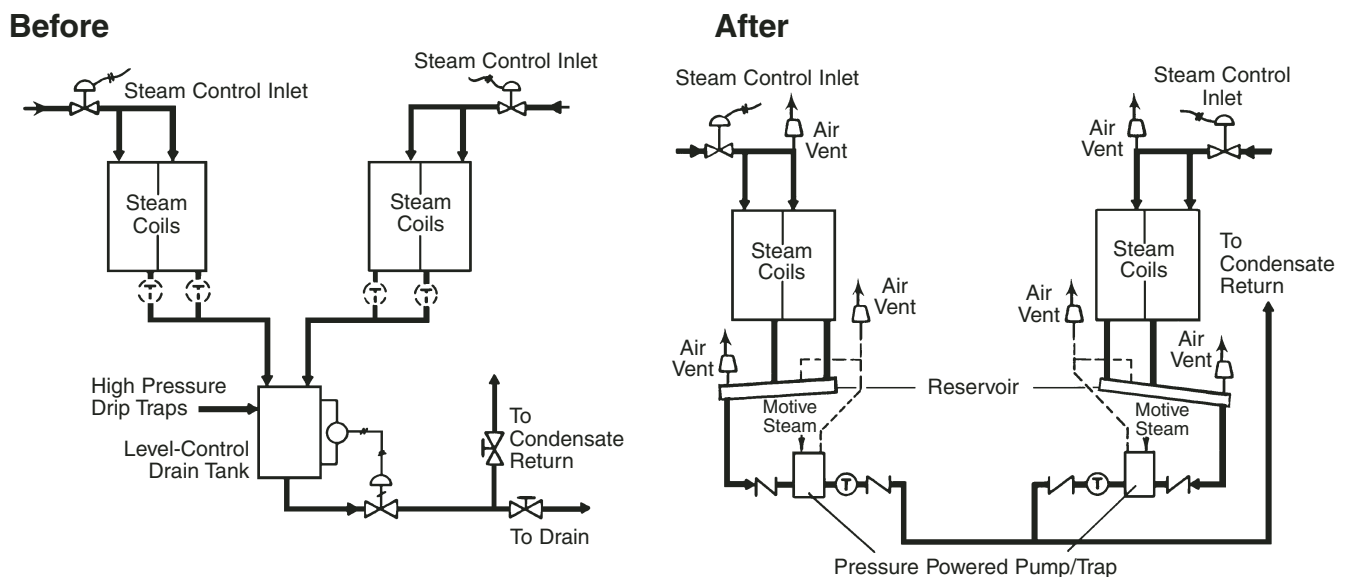 Before
Steam Control Inlet
Steam Control Inlet
Steam
Coils
Steam
Coils
T
T
T
T
High Pressure
Drip Traps
Level-Control
Drain Tank
To
Condensate
Return
To Drain
After
Steam Control Inlet
Air
Vent
Steam Control
Inlet
Air
Vent
Steam
Coils
Steam
Coils
To
Condensate
Return
Air
Vent
Air
Vent
Air
Vent
Air
Vent
Reservoir
Motive
Steam
Motive
Steam
T
T
Pressure Powered Pump/Trap